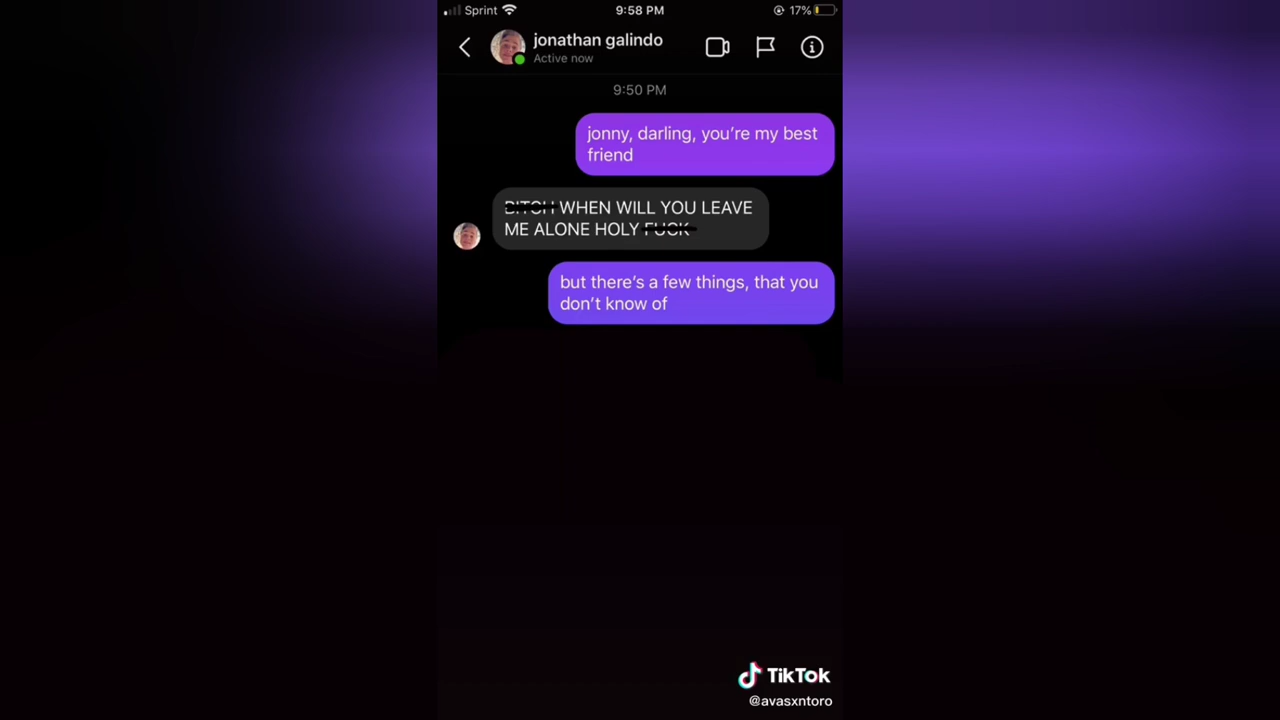 Sprint 9:58 PM 17%
jonathan galindo
Active now
9:50 PM
jonny, darling, you're my best
friend
BITCH WHEN WILL YOU LEAVE
ME ALONE HOLY FUCK
but there's a few things, that you
don't know of
TikTok
@avasxntoro